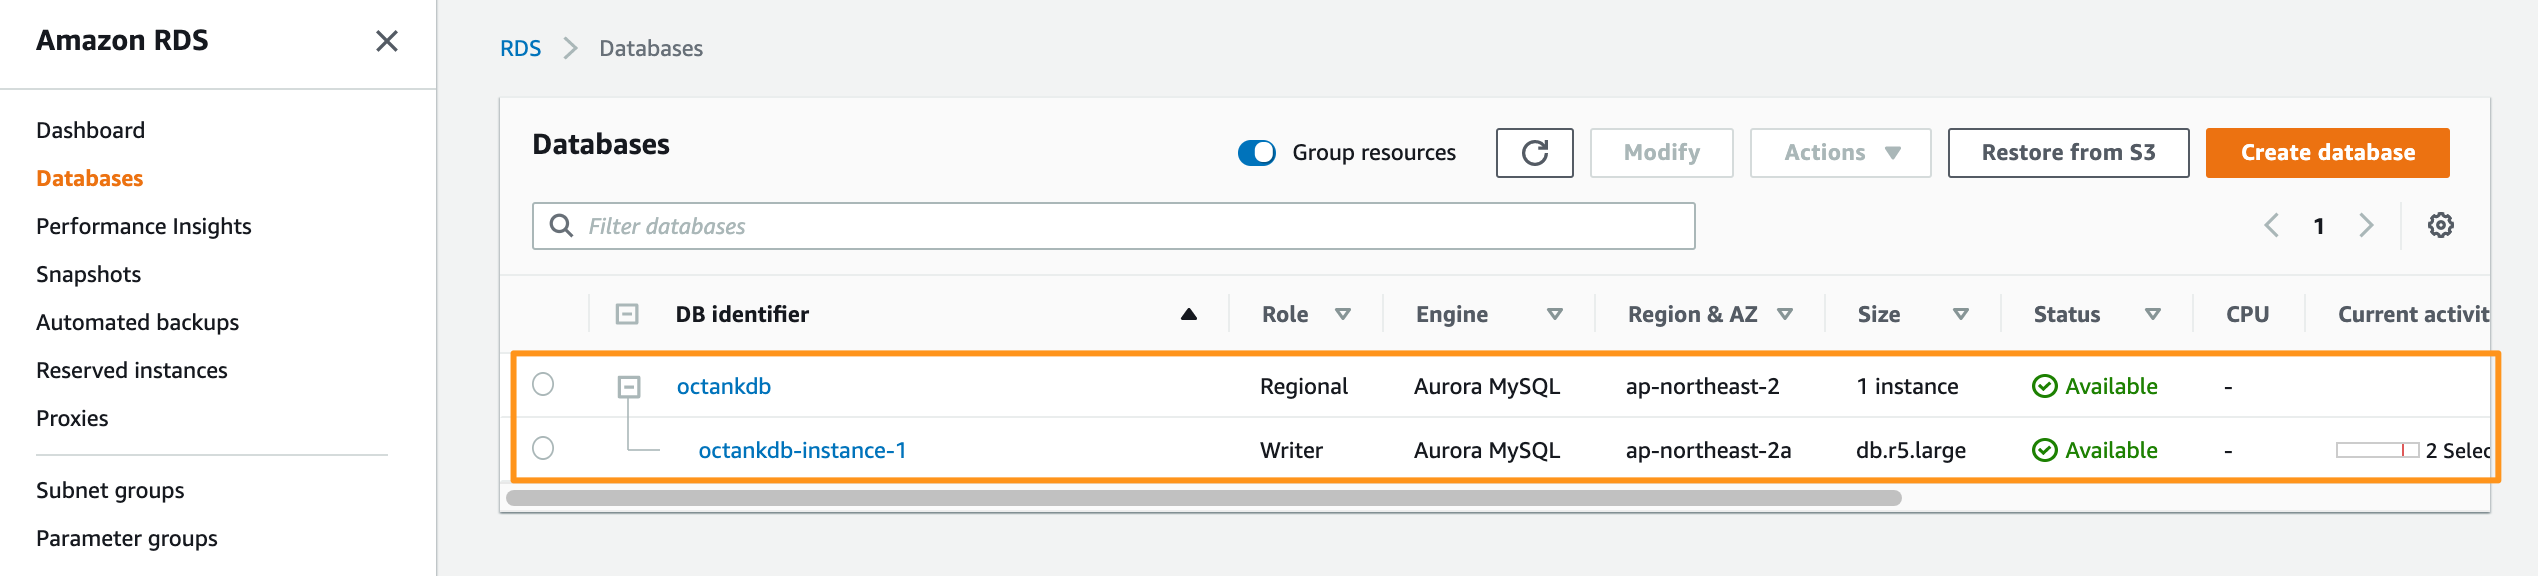 Amazon RDS
Dashboard
Databases
Performance Insights
Snapshots
Automated backups
Reserved instances
Proxies
Subnet groups
Parameter groups
RDS Databases
Databases
Group resources Modify Actions Restore from S3 Create database
Filter databases 1
DB identifier Role Engine Region & AZ Size Status CPU Current activit
octankdb Regional Aurora MySQL ap-northeast-2 1 instance Available -
octankdb-instance-1 Writer Aurora MySQL ap-northeast-2a db.r5.large Available - 2 Selec